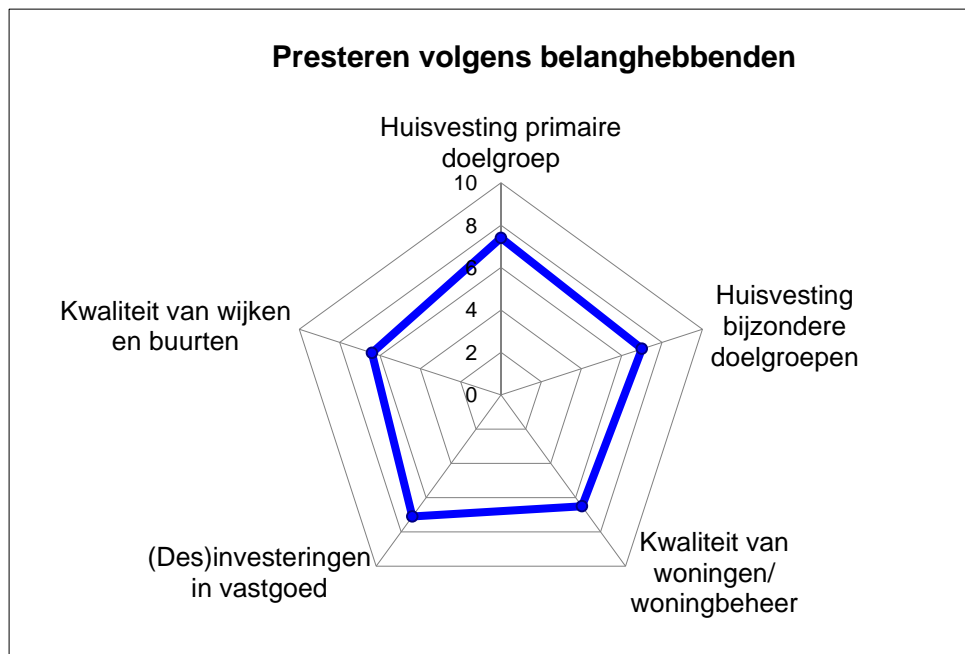 Presteren volgens belanghebbenden
Huisvesting primaire
doelgroep
10
8
6
4
2
0
Huisvesting
bijzondere
doelgroepen
Kwaliteit van
woningen/
woningbeheer
(Des)investeringen
in vastgoed
Kwaliteit van wijken
en buurten